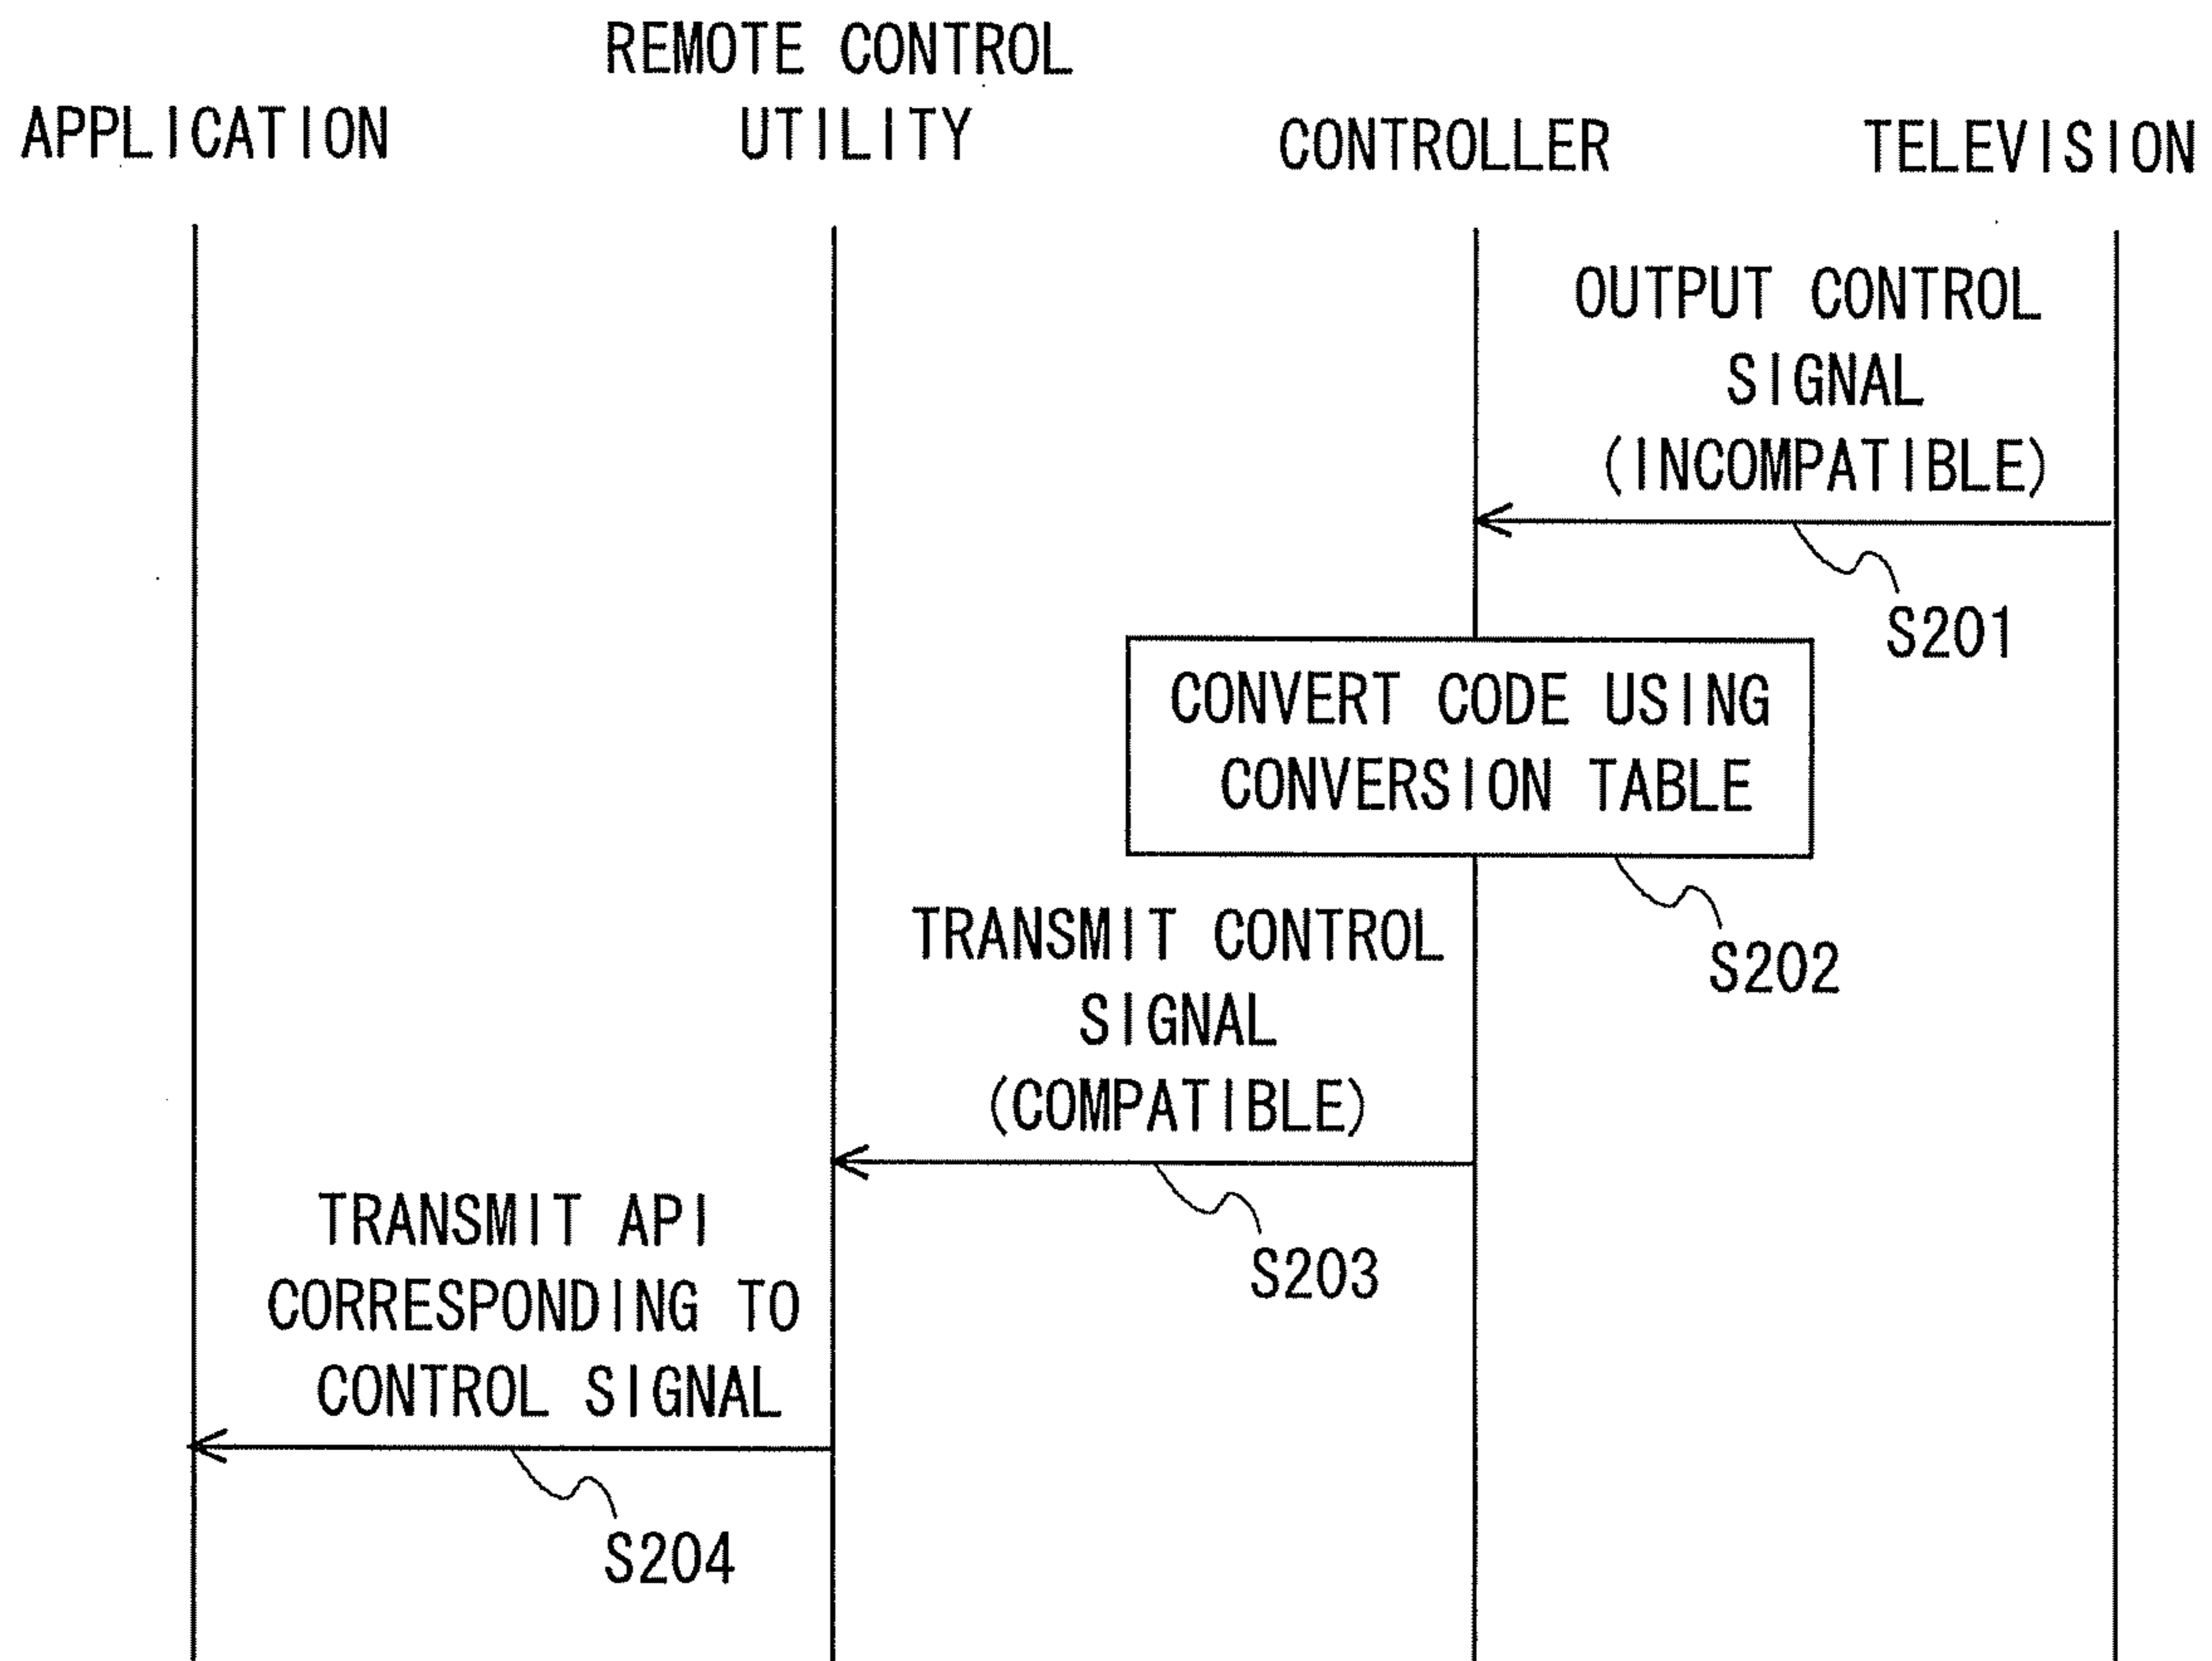 REMOTE CONTROL
UTILITY
APPLICATION
CONTROLLER
TELEVISION
OUTPUT CONTROL
SIGNAL
(INCOMPATIBLE)
S201
CONVERT CODE USING
CONVERSION TABLE
S202
TRANSMIT CONTROL
SIGNAL
(COMPATIBLE)
S203
TRANSMIT API
CORRESPONDING TO
CONTROL SIGNAL
S204